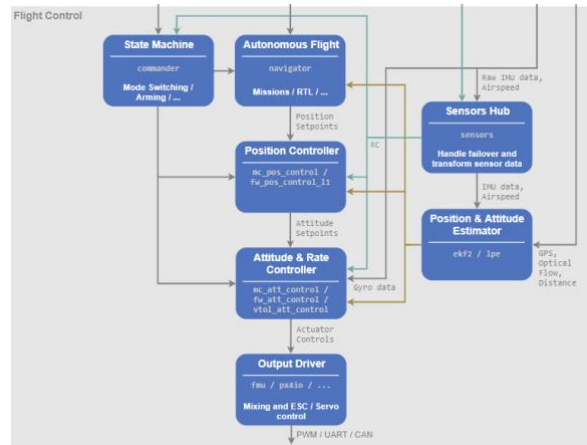 Flight Control
State Machine
commander
Mode Switching /
Arming / ...
Autonomous Flight
navigator
Missions / RTL / ...
Raw IMU data,
Airspeed
Sensors Hub
sensors
Handle failover and
transform sensor data
Position
Setpoints
RC
Position Controller
mc_pos_control /
fw_pos_control_l1
IMU data,
Airspeed
Position & Attitude
Estimator
ekf2 / lpe
Attitude
Setpoints
GPS,
Optical
Flow,
Distance
Attitude & Rate
Controller
mc_att_control /
fw_att_control /
vtol_att_control
Gyro data
Actuator
Controls
Output Driver
fmu / px4io / ...
Mixing and ESC / Servo
control
PWM / UART / CAN